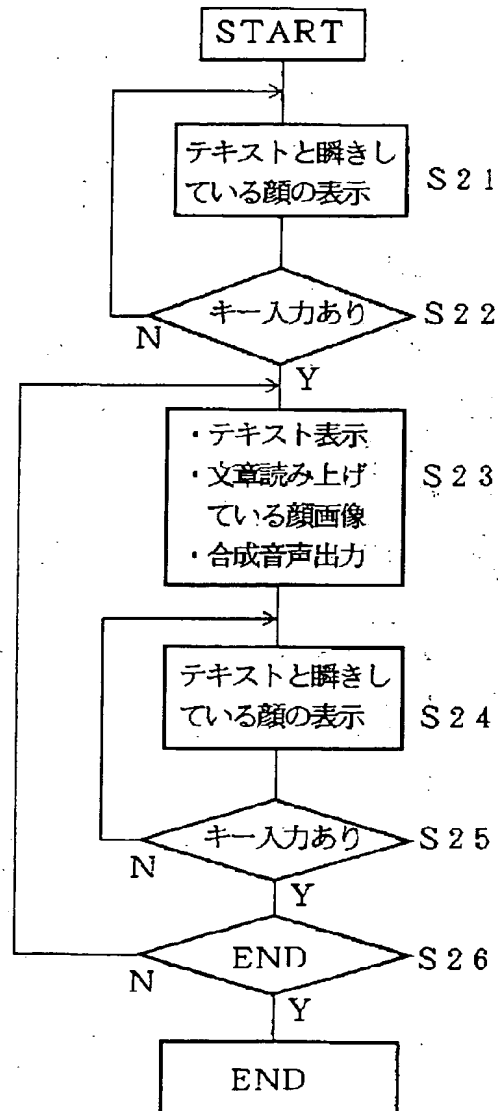 START
テキストと瞬きし
ている顔の表示
S21
キー入力あり
S22
N
Y
・テキスト表示
・文章読み上げ
ている顔画像
・合成音声出力
S23
テキストと瞬きし
ている顔の表示
S24
キー入力あり
S25
N
Y
END
S26
N
Y
END